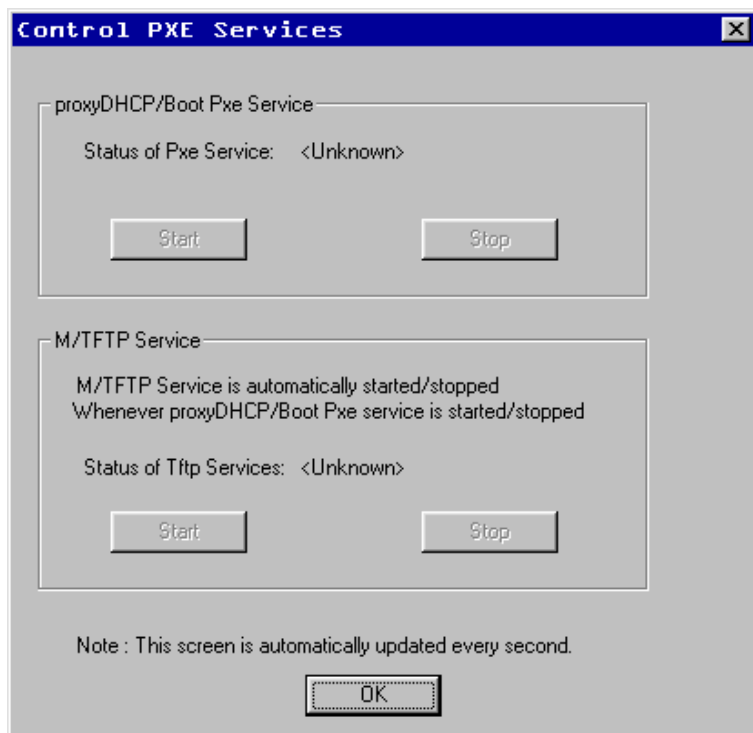 Control PXE Services
proxyDHCP/Boot Pxe Service
Status of Pxe Service: <Unknown>
Start Stop
M/TFTP Service
M/TFTP Service is automatically started/stopped
Whenever proxyDHCP/Boot Pxe service is started/stopped
Status of Tftp Services: <Unknown>
Start Stop
Note : This screen is automatically updated every second.
OK